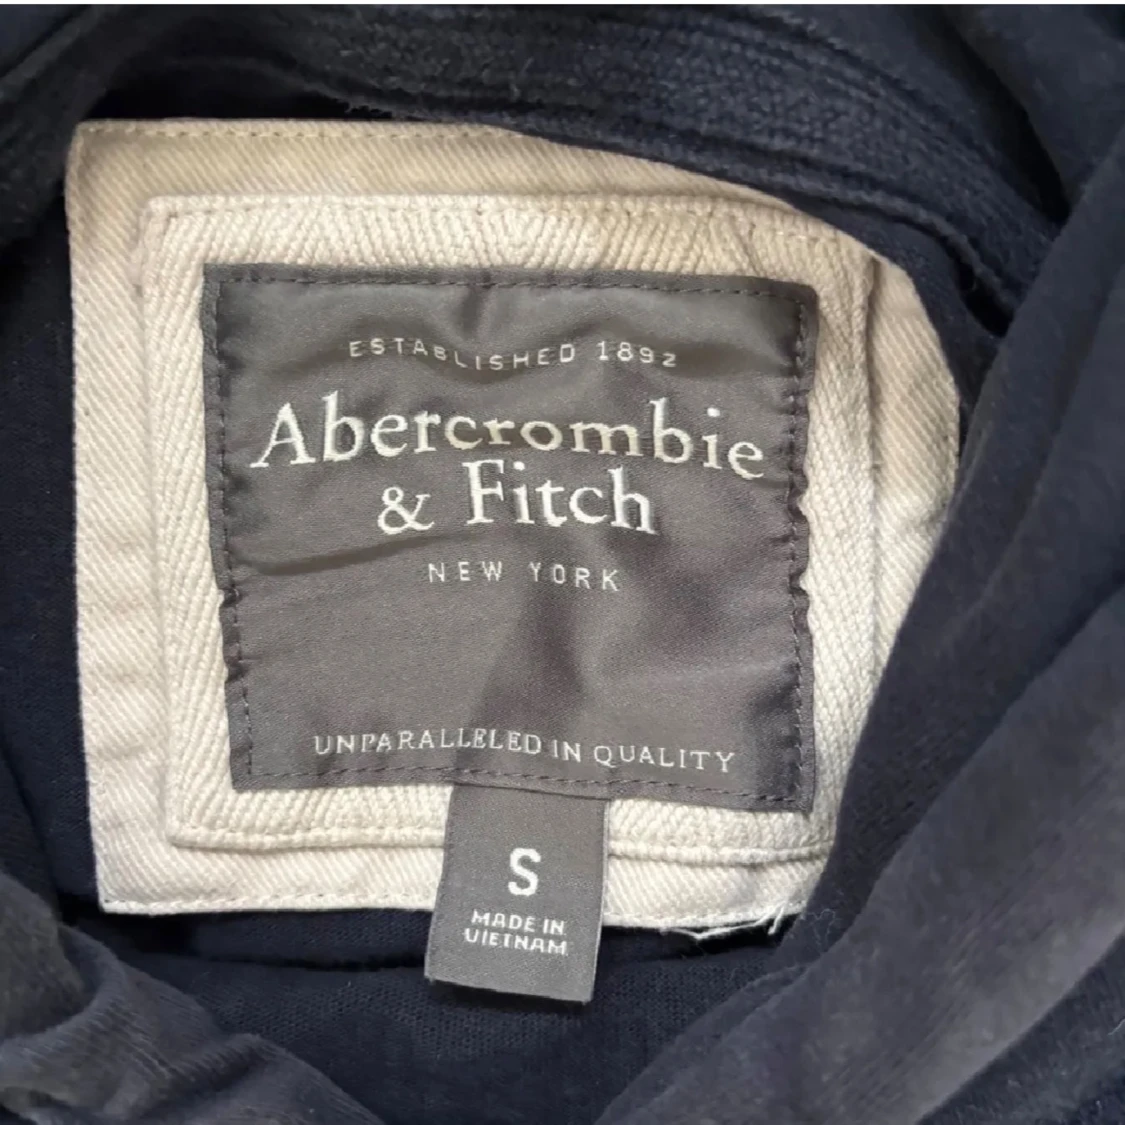 ESTABLISHED 1892
Abercrombie
& Fitch
NEW YORK
UNPARALLELED IN QUALITY
S
MADE IN
VIETNAM